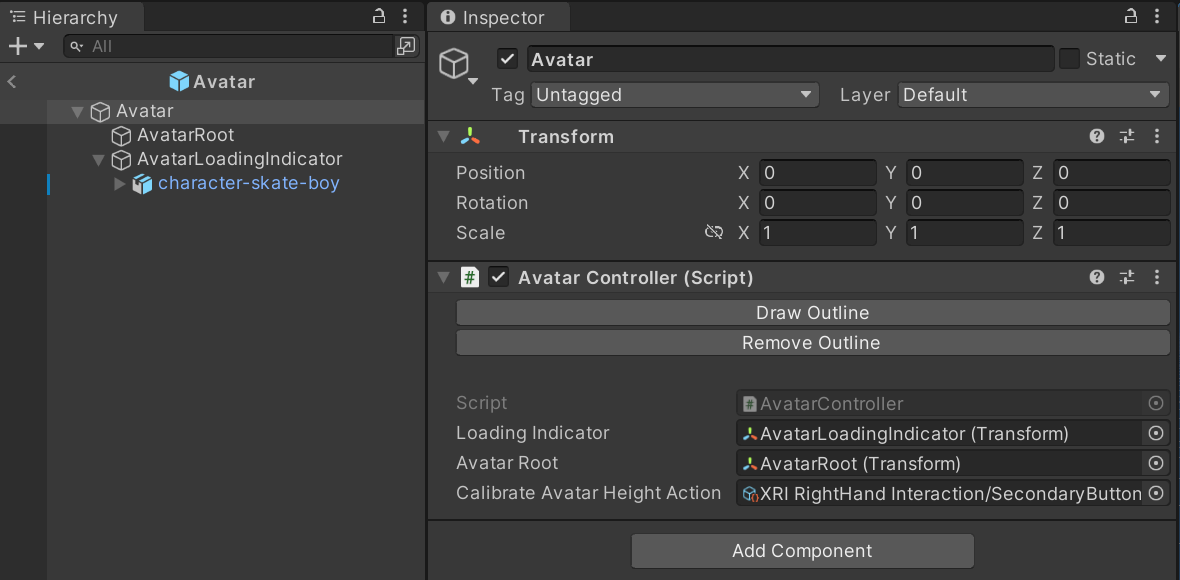 Hierarchy
All
Avatar
Avatar
AvatarRoot
AvatarLoadingIndicator
character-skate-boy
Inspector
Avatar
Static
Tag Untagged Layer Default
Transform
Position X 0 Y 0 Z 0
Rotation X 0 Y 0 Z 0
Scale X 1 Y 1 Z 1
# Avatar Controller (Script)
Draw Outline
Remove Outline
Script # AvatarController
Loading Indicator AvatarLoadingIndicator (Transform)
Avatar Root AvatarRoot (Transform)
Calibrate Avatar Height Action XRI RightHand Interaction/SecondaryButton
Add Component